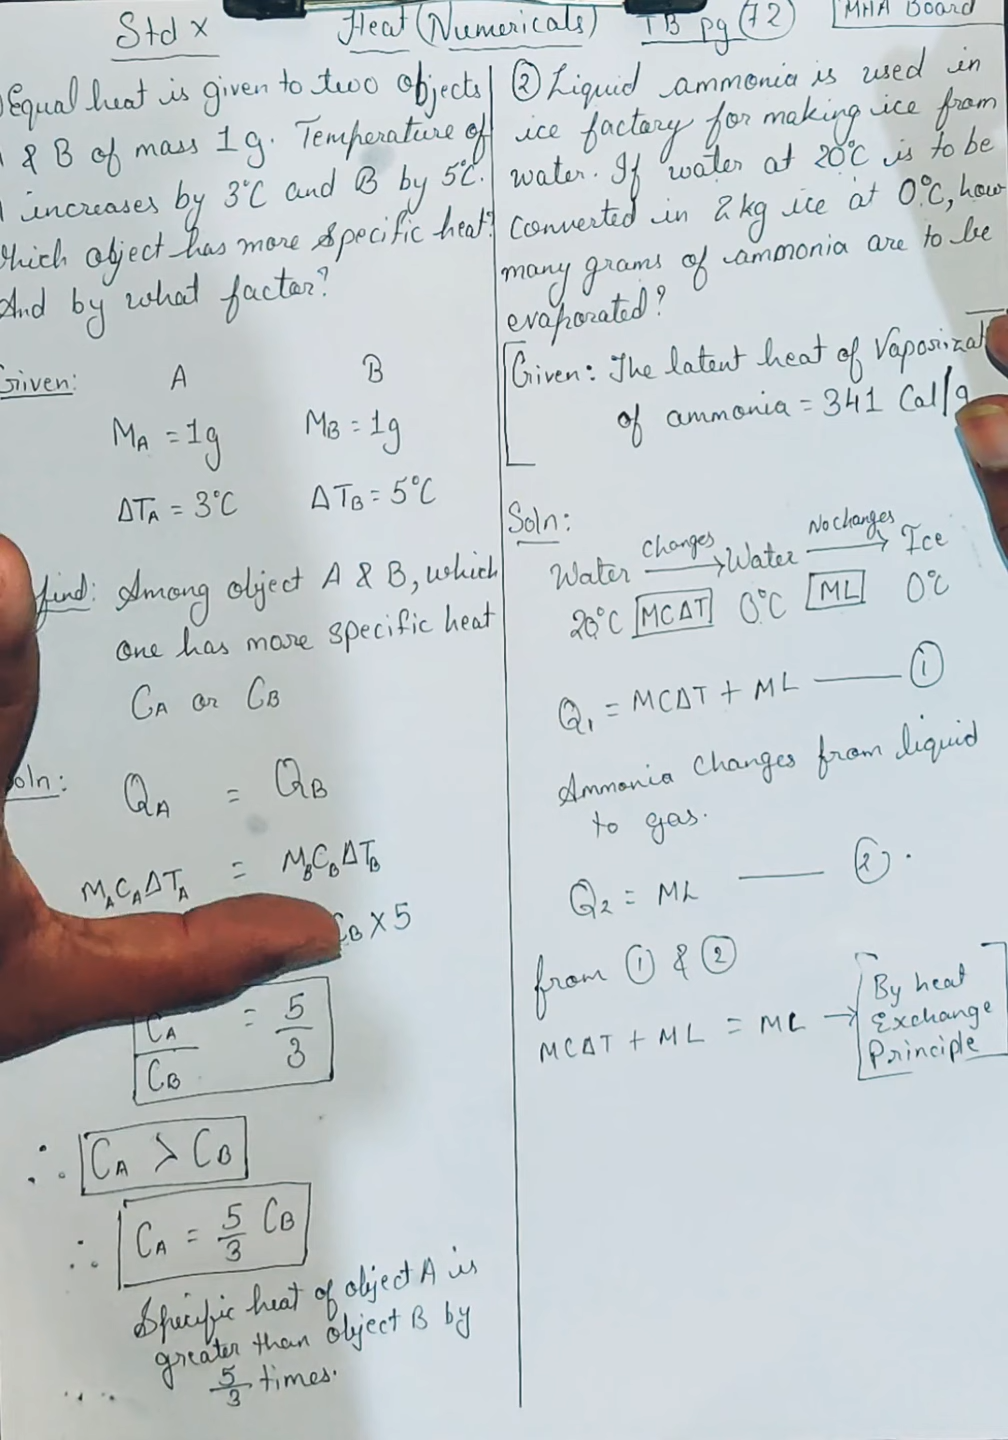 Std X Heat (Numericals) TB pg 72 MHA Board
Equal heat is given to two objects
& B of mass 1g. Temperature of
increases by 3°C and B by 5°C.
Which object has more specific heat?
And by what factor?
Given: A B
MA = 1g MB = 1g
ΔTA = 3°C ΔTB = 5°C
find: Among object A & B, which
one has more specific heat
CA or CB
Soln:
QA = QB
MACAΔTA = MBCBΔTB
CB X 5
CA/CB = 5/3
∴ CA > CB
∴ CA = 5/3 CB
Specific heat of object A is
greater than object B by
5/3 times.
② Liquid ammonia is used in
ice factory for making ice from
water. If water at 20°C is to be
converted in 2 kg ice at 0°C, how
many grams of ammonia are to be
evaporated?
Given: The latent heat of Vaporizat
of ammonia = 341 Cal/g
Soln:
Water Changes → Water No changes → Ice
20°C MCΔT 0°C ML 0°C
Q1 = MCΔT + ML —— ①
Ammonia changes from liquid
to gas.
Q2 = ML —— ②.
from ① & ②
MCΔT + ML = ML → By heat
Exchange
Principle